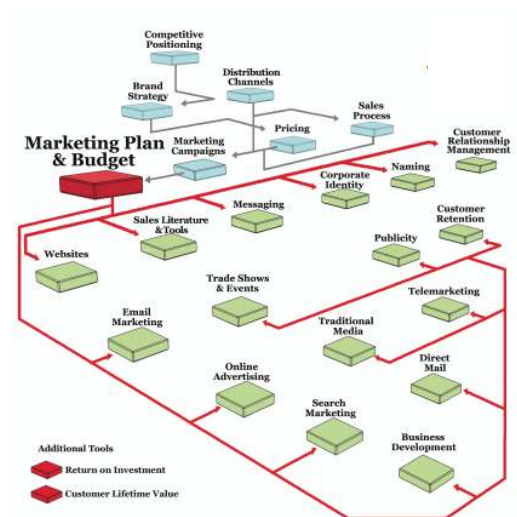 Competitive
Positioning
Distribution
Channels
Brand
Strategy
Sales
Process
Pricing
Marketing Plan
& Budget
Marketing
Campaigns
Customer
Relationship
Management
Naming
Corporate
Identity
Messaging
Sales Literature
&Tools
Websites
Customer
Retention
Publicity
Trade Shows
& Events
Telemarketing
Email
Marketing
Traditional
Media
Online
Advertising
Direct
Mail
Search
Marketing
Business
Development
Additional Tools
Return on Investment
Customer Lifetime Value